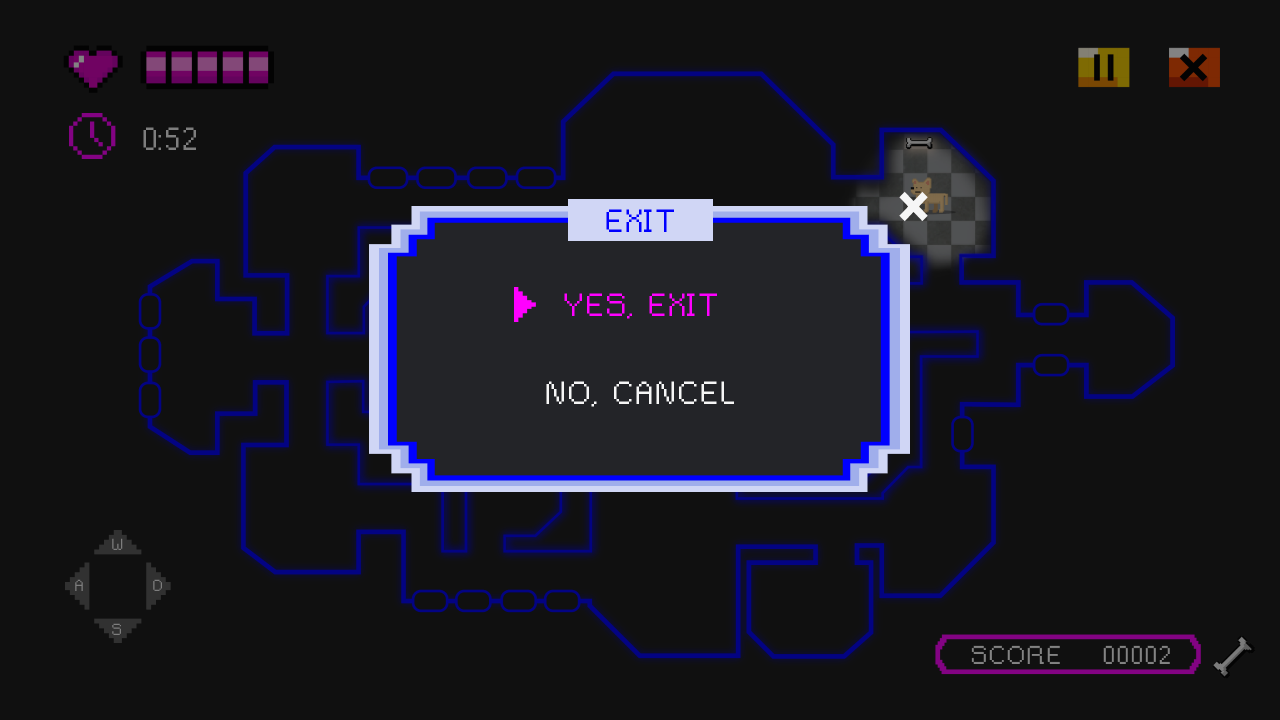 0:52
EXIT
YES, EXIT
NO, CANCEL
W
A D
S
SCORE 00002